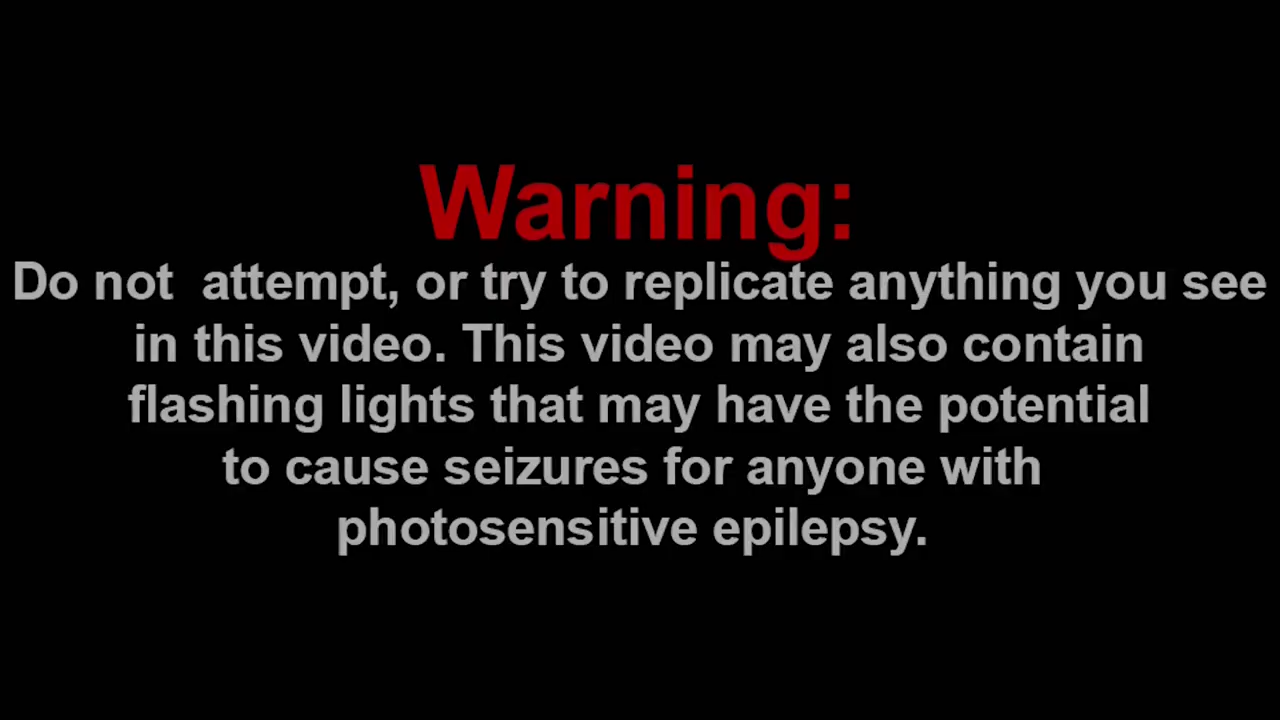 Warning:
Do not  attempt, or try to replicate anything you see
in this video. This video may also contain
flashing lights that may have the potential
to cause seizures for anyone with
photosensitive epilepsy.